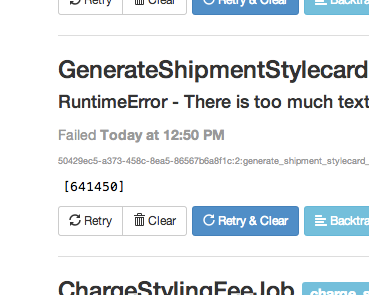 Retry Clear Retry & Clear Backtra
GenerateShipmentStylecard
RuntimeError - There is too much text
Failed Today at 12:50 PM
50429ec5-a373-458c-8ea5-86567b6a8f1c:2:generate_shipment_stylecard_
[641450]
Retry Clear Retry & Clear Backtra
ChargeStylingFeeJob charge_s